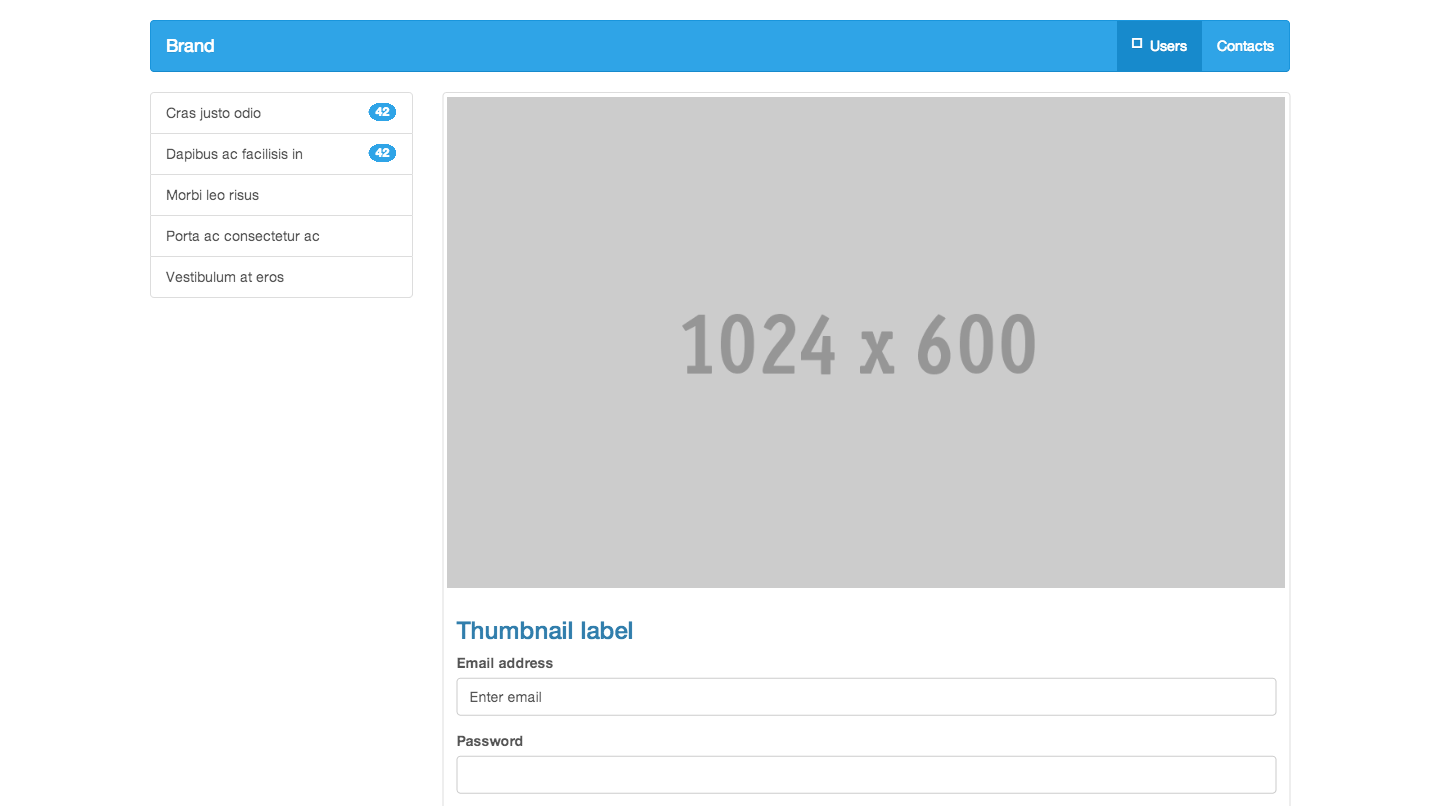 Brand
Users
Contacts
Cras justo odio 42
Dapibus ac facilisis in 42
Morbi leo risus
Porta ac consectetur ac
Vestibulum at eros
1024 x 600
Thumbnail label
Email address
Enter email
Password